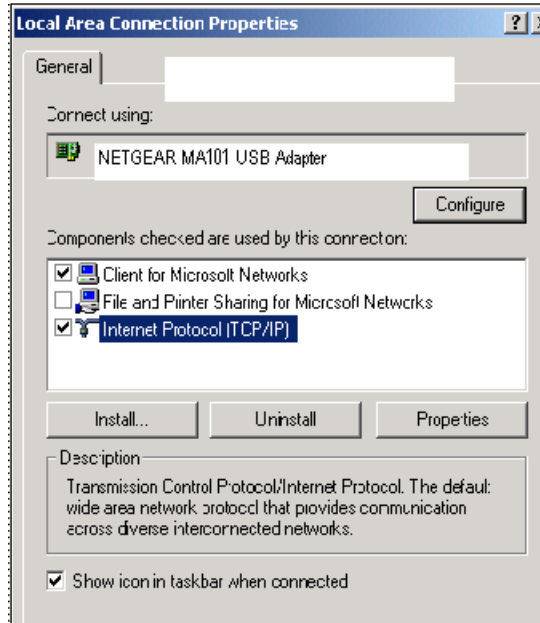 Local Area Connection Properties
General
Connect using:
NETGEAR MA101 USB Adapter
Configure
Components checked are used by this connection:
Client for Microsoft Networks
File and Printer Sharing for Microsoft Networks
Internet Protocol (TCP/IP)
Install...
Uninstall
Properties
Description
Transmission Control Protocol/Internet Protocol. The default
wide area network protocol that provides communication
across diverse interconnected networks.
Show icon in taskbar when connected